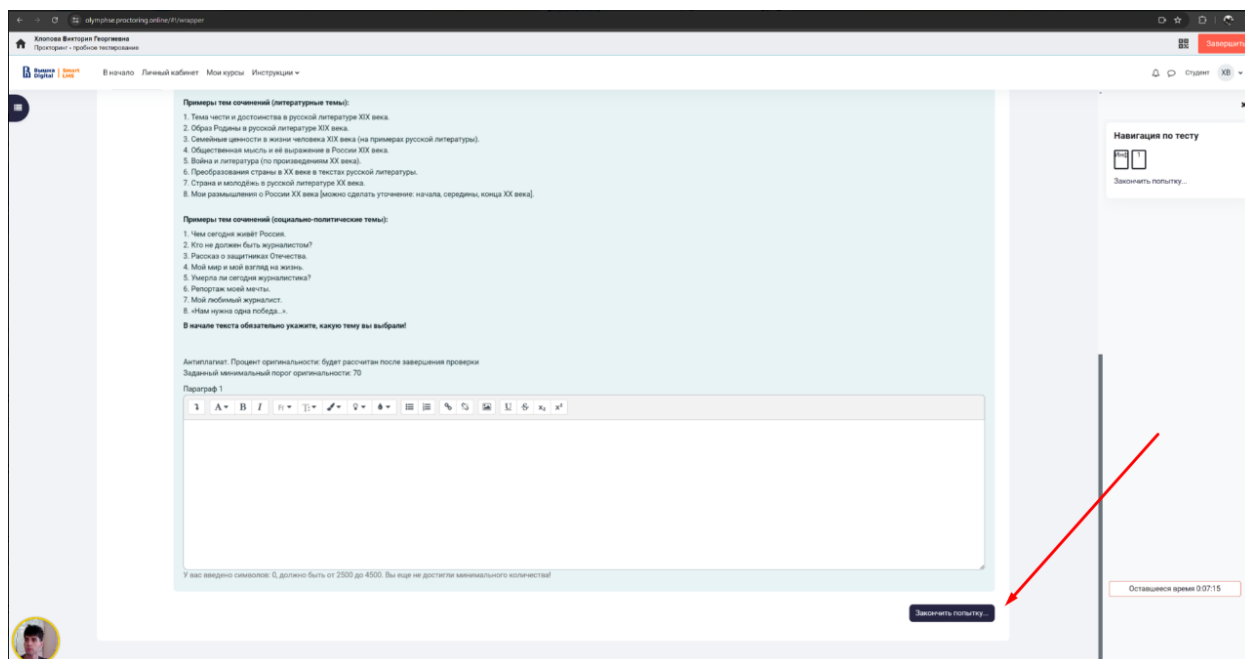 olymphse.proctoring.online/#!/wrapper
Хлопова Виктория Георгиевна
Прокторинг - пробное тестирование
Завершить
Вышка Digital | Smart LMS
В начало Личный кабинет Мои курсы Инструкции
Студент ХВ
Примеры тем сочинений (литературные темы):
1. Тема чести и достоинства в русской литературе XIX века.
2. Образ Родины в русской литературе XIX века.
3. Семейные ценности в жизни человека XIX века (на примерах русской литературы).
4. Общественная мысль и её выражение в России XIX века.
5. Война и литература (по произведениям XX века).
6. Преобразования страны в XX веке в текстах русской литературы.
7. Страна и молодёжь в русской литературе XX века.
8. Мои размышления о России XX века [можно сделать уточнение: начала, середины, конца XX века].
Примеры тем сочинений (социально-политические темы):
1. Чем сегодня живёт Россия.
2. Кто не должен быть журналистом?
3. Рассказ о защитниках Отечества.
4. Мой мир и мой взгляд на жизнь.
5. Умерла ли сегодня журналистика?
6. Репортаж моей мечты.
7. Мой любимый журналист.
8. «Нам нужна одна победа…».
В начале текста обязательно укажите, какую тему вы выбрали!
Антиплагиат. Процент оригинальности: будет рассчитан после завершения проверки
Заданный минимальный порог оригинальности: 70
Параграф 1
У вас введено символов: 0, должно быть от 2500 до 4500. Вы еще не достигли минимального количества!
Закончить попытку...
Навигация по тесту
Инф 1
Закончить попытку...
Оставшееся время 0:07:15